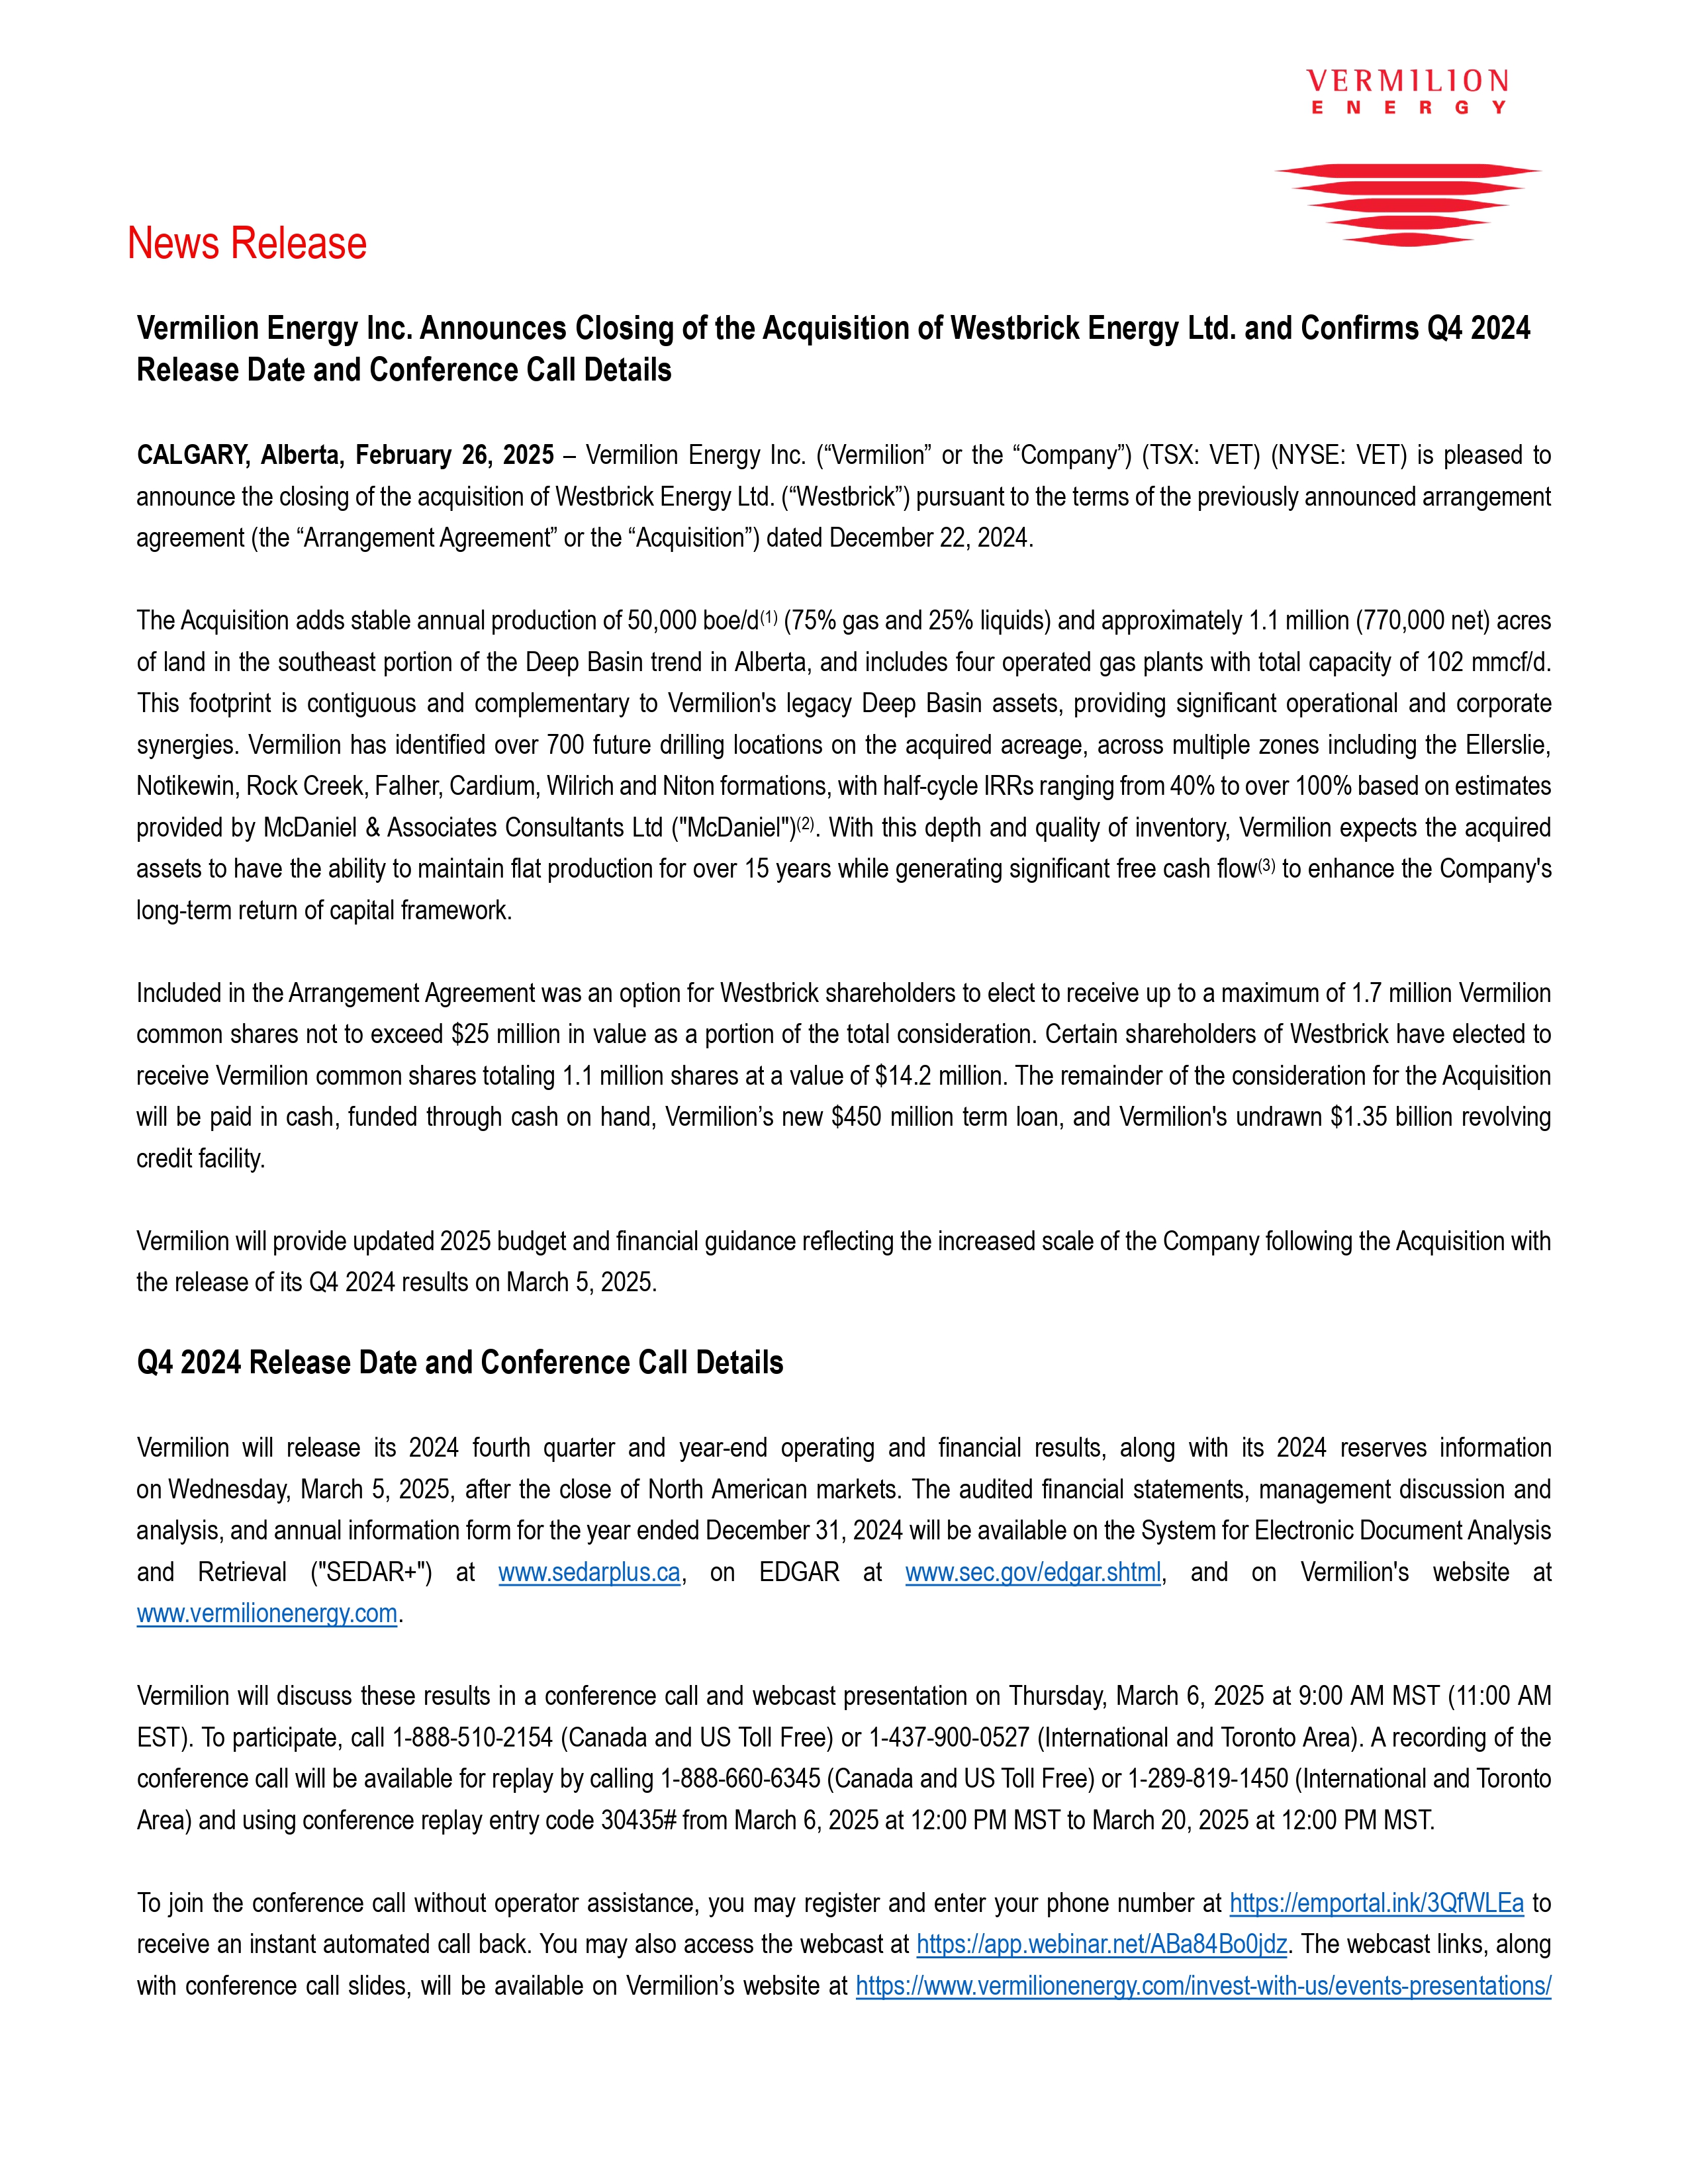 VERMILION
ENERGY
News Release
Vermilion Energy Inc. Announces Closing of the Acquisition of Westbrick Energy Ltd. and Confirms Q4 2024
Release Date and Conference Call Details
CALGARY, Alberta, February 26, 2025 – Vermilion Energy Inc. (“Vermilion” or the “Company”) (TSX: VET) (NYSE: VET) is pleased to
announce the closing of the acquisition of Westbrick Energy Ltd. (“Westbrick”) pursuant to the terms of the previously announced arrangement
agreement (the “Arrangement Agreement” or the “Acquisition”) dated December 22, 2024.
The Acquisition adds stable annual production of 50,000 boe/d(1) (75% gas and 25% liquids) and approximately 1.1 million (770,000 net) acres
of land in the southeast portion of the Deep Basin trend in Alberta, and includes four operated gas plants with total capacity of 102 mmcf/d.
This footprint is contiguous and complementary to Vermilion's legacy Deep Basin assets, providing significant operational and corporate
synergies. Vermilion has identified over 700 future drilling locations on the acquired acreage, across multiple zones including the Ellerslie,
Notikewin, Rock Creek, Falher, Cardium, Wilrich and Niton formations, with half-cycle IRRs ranging from 40% to over 100% based on estimates
provided by McDaniel & Associates Consultants Ltd ("McDaniel")(2). With this depth and quality of inventory, Vermilion expects the acquired
assets to have the ability to maintain flat production for over 15 years while generating significant free cash flow(3) to enhance the Company's
long-term return of capital framework.
Included in the Arrangement Agreement was an option for Westbrick shareholders to elect to receive up to a maximum of 1.7 million Vermilion
common shares not to exceed $25 million in value as a portion of the total consideration. Certain shareholders of Westbrick have elected to
receive Vermilion common shares totaling 1.1 million shares at a value of $14.2 million. The remainder of the consideration for the Acquisition
will be paid in cash, funded through cash on hand, Vermilion’s new $450 million term loan, and Vermilion's undrawn $1.35 billion revolving
credit facility.
Vermilion will provide updated 2025 budget and financial guidance reflecting the increased scale of the Company following the Acquisition with
the release of its Q4 2024 results on March 5, 2025.
Q4 2024 Release Date and Conference Call Details
Vermilion will release its 2024 fourth quarter and year-end operating and financial results, along with its 2024 reserves information
on Wednesday, March 5, 2025, after the close of North American markets. The audited financial statements, management discussion and
analysis, and annual information form for the year ended December 31, 2024 will be available on the System for Electronic Document Analysis
and Retrieval ("SEDAR+") at www.sedarplus.ca, on EDGAR at www.sec.gov/edgar.shtml, and on Vermilion's website at
www.vermilionenergy.com.
Vermilion will discuss these results in a conference call and webcast presentation on Thursday, March 6, 2025 at 9:00 AM MST (11:00 AM
EST). To participate, call 1-888-510-2154 (Canada and US Toll Free) or 1-437-900-0527 (International and Toronto Area). A recording of the
conference call will be available for replay by calling 1-888-660-6345 (Canada and US Toll Free) or 1-289-819-1450 (International and Toronto
Area) and using conference replay entry code 30435# from March 6, 2025 at 12:00 PM MST to March 20, 2025 at 12:00 PM MST.
To join the conference call without operator assistance, you may register and enter your phone number at https://emportal.ink/3QfWLEa to
receive an instant automated call back. You may also access the webcast at https://app.webinar.net/ABa84Bo0jdz. The webcast links, along
with conference call slides, will be available on Vermilion’s website at https://www.vermilionenergy.com/invest-with-us/events-presentations/